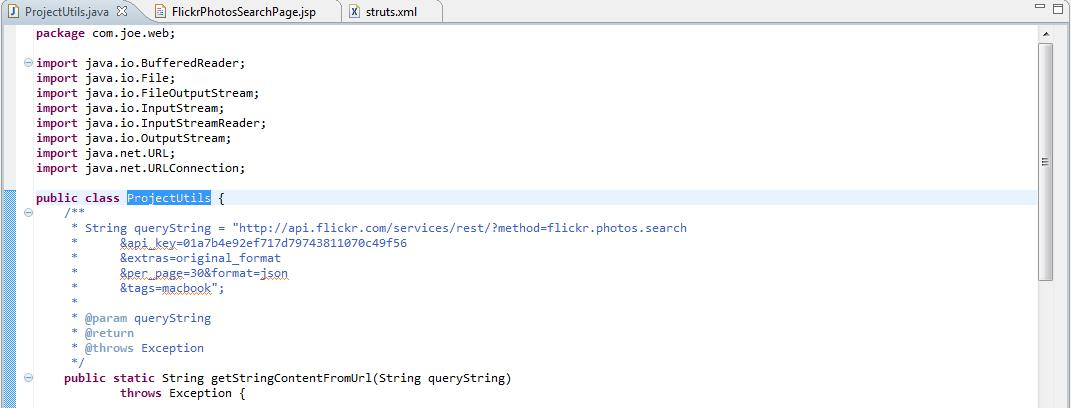 ProjectUtils.java FlickrPhotosSearchPage.jsp struts.xml
package com.joe.web;
import java.io.BufferedReader;
import java.io.File;
import java.io.FileOutputStream;
import java.io.InputStream;
import java.io.InputStreamReader;
import java.io.OutputStream;
import java.net.URL;
import java.net.URLConnection;
public class ProjectUtils {
/**
* String queryString = "http://api.flickr.com/services/rest/?method=flickr.photos.search
* &api_key=01a7b4e92ef717d79743811070c49f56
* &extras=original_format
* &per_page=30&format=json
* &tags=macbook";
*
* @param queryString
* @return
* @throws Exception
*/
public static String getStringContentFromUrl(String queryString)
throws Exception {